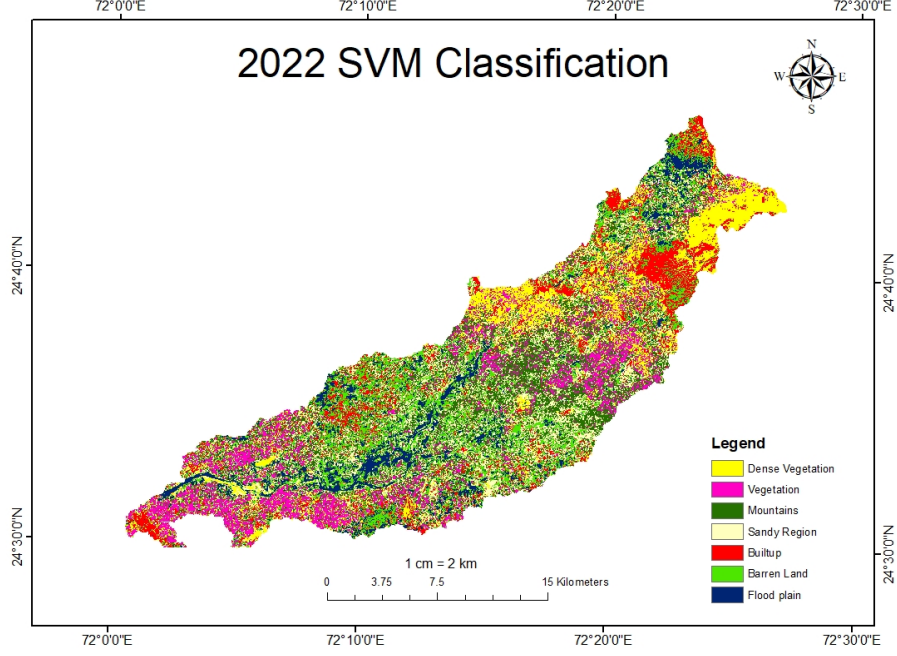 72°0'0"E 72°10'0"E 72°20'0"E 72°30'0"E
2022 SVM Classification
N
W E
S
24°40'0"N 24°40'0"N
24°30'0"N 24°30'0"N
Legend
Dense Vegetation
Vegetation
Mountains
Sandy Region
Builtup
Barren Land
Flood plain
1 cm = 2 km
0 3.75 7.5 15 Kilometers
72°0'0"E 72°10'0"E 72°20'0"E 72°30'0"E